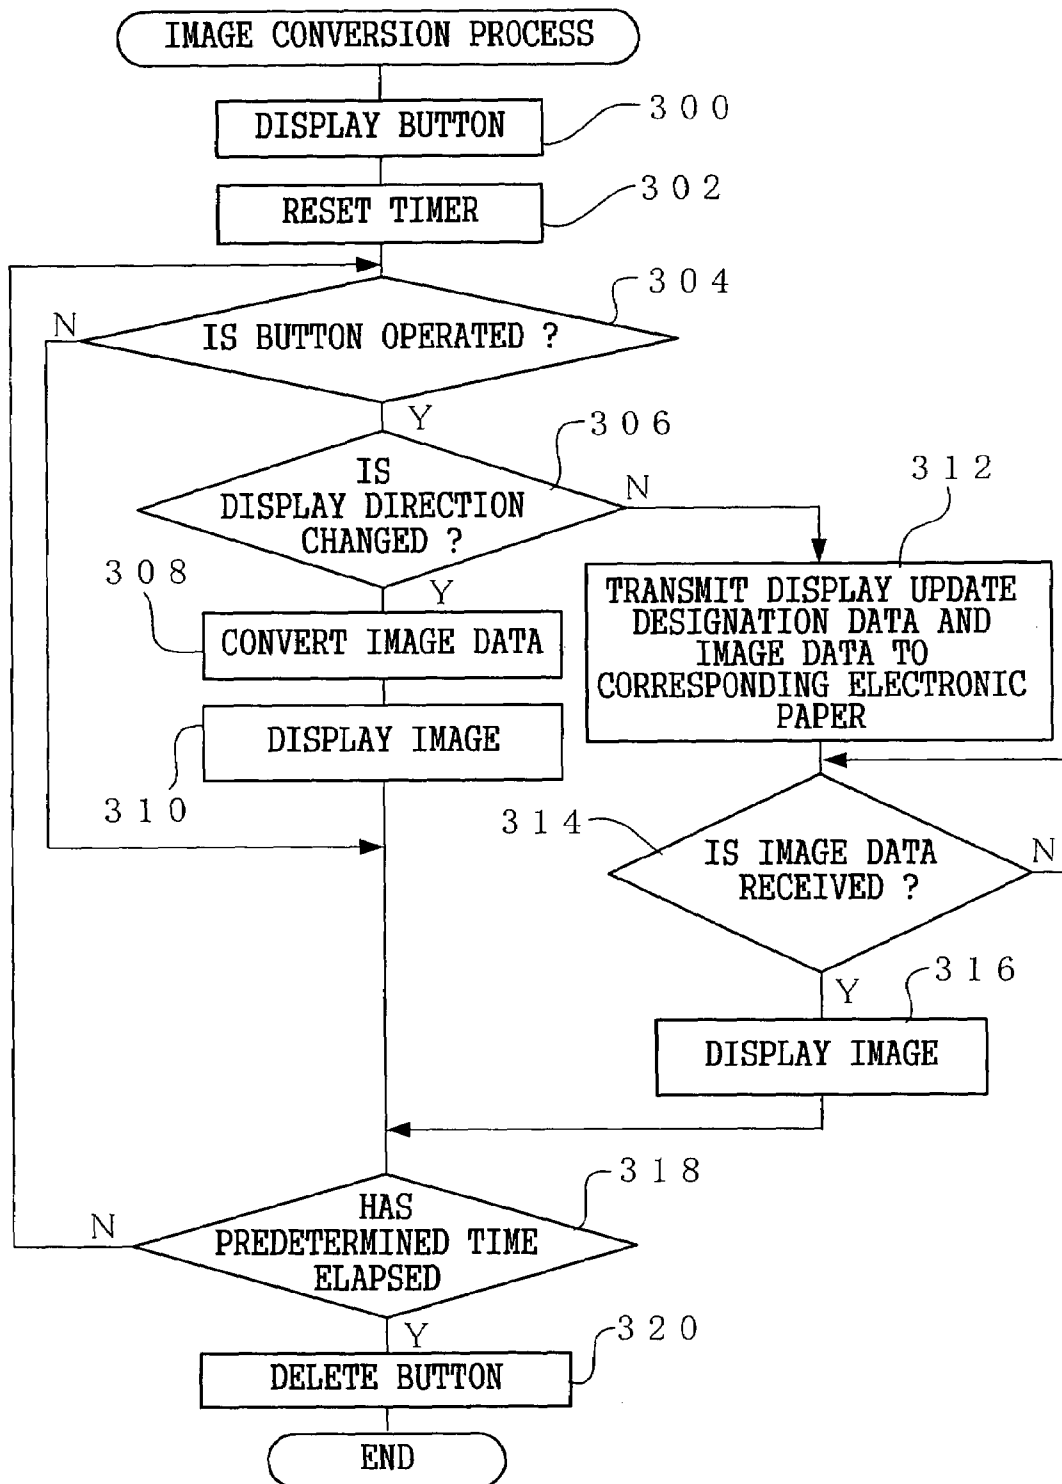 IMAGE CONVERSION PROCESS
DISPLAY BUTTON
300
RESET TIMER
302
304
N
IS BUTTON OPERATED ?
Y
306
IS
DISPLAY DIRECTION
CHANGED ?
N
312
308
Y
CONVERT IMAGE DATA
TRANSMIT DISPLAY UPDATE
DESIGNATION DATA AND
IMAGE DATA TO
CORRESPONDING ELECTRONIC
PAPER
DISPLAY IMAGE
310
314
IS IMAGE DATA
RECEIVED ?
N
Y
316
DISPLAY IMAGE
318
N
HAS
PREDETERMINED TIME
ELAPSED
Y
320
DELETE BUTTON
END